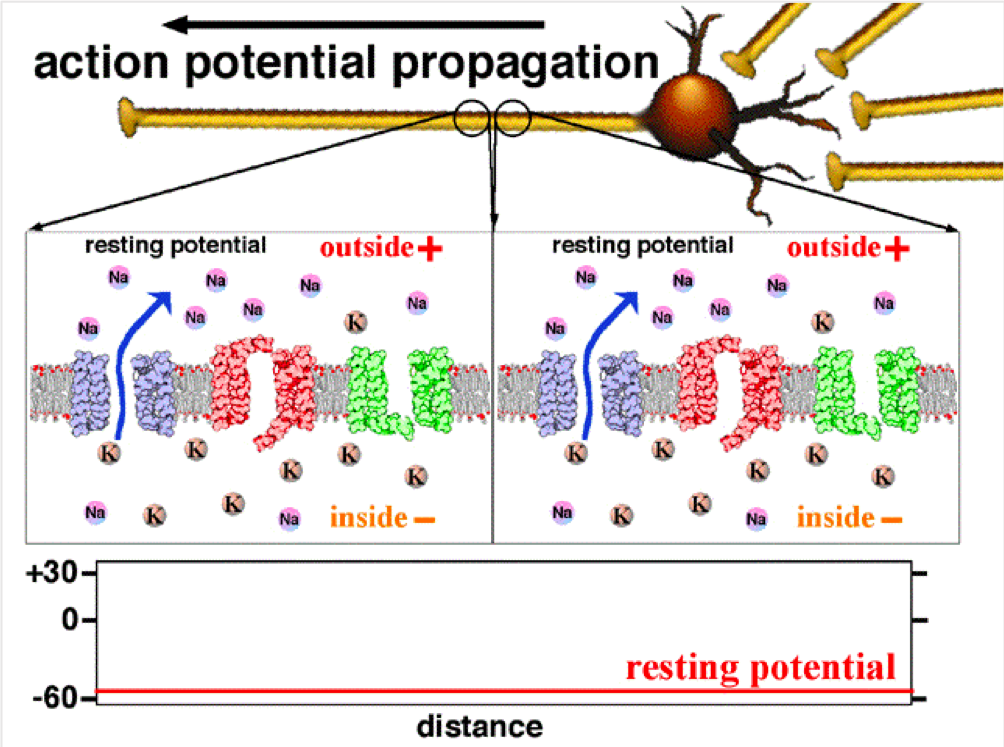 action potential propagation
resting potential outside + resting potential outside +
Na Na Na Na Na Na
Na Na Na Na Na Na
Na K Na K
K K K K K K
K K K K
Na K K Na inside − Na K K Na inside −
+30
0
resting potential
-60
distance